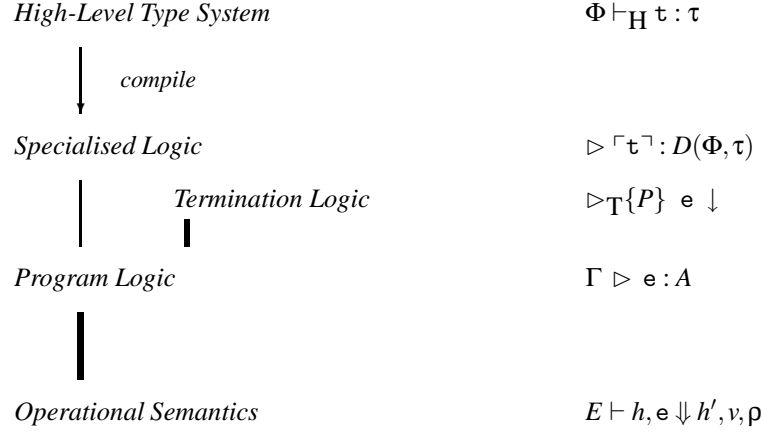 High-Level Type System Φ ⊢H t : τ
compile
Specialised Logic ▷ ⌜t⌝ : D(Φ,τ)
Termination Logic ▷T{P} e ↓
Program Logic Γ ▷ e : A
Operational Semantics E ⊢ h, e ⇓ h′, v, ρ